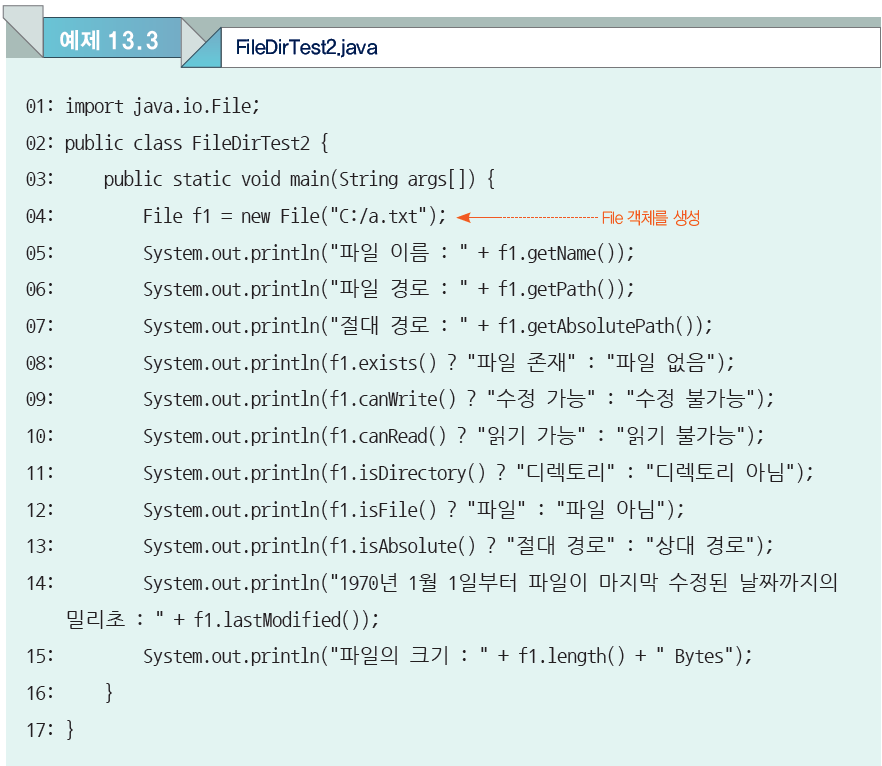 예제 13.3
FileDirTest2.java
01: import java.io.File;
02: public class FileDirTest2 {
03:     public static void main(String args[]) {
04:         File f1 = new File("C:/a.txt"); File 객체를 생성
05:         System.out.println("파일 이름 : " + f1.getName());
06:         System.out.println("파일 경로 : " + f1.getPath());
07:         System.out.println("절대 경로 : " + f1.getAbsolutePath());
08:         System.out.println(f1.exists() ? "파일 존재" : "파일 없음");
09:         System.out.println(f1.canWrite() ? "수정 가능" : "수정 불가능");
10:         System.out.println(f1.canRead() ? "읽기 가능" : "읽기 불가능");
11:         System.out.println(f1.isDirectory() ? "디렉토리" : "디렉토리 아님");
12:         System.out.println(f1.isFile() ? "파일" : "파일 아님");
13:         System.out.println(f1.isAbsolute() ? "절대 경로" : "상대 경로");
14:         System.out.println("1970년 1월 1일부터 파일이 마지막 수정된 날짜까지의
밀리초 : " + f1.lastModified());
15:         System.out.println("파일의 크기 : " + f1.length() + " Bytes");
16:     }
17: }